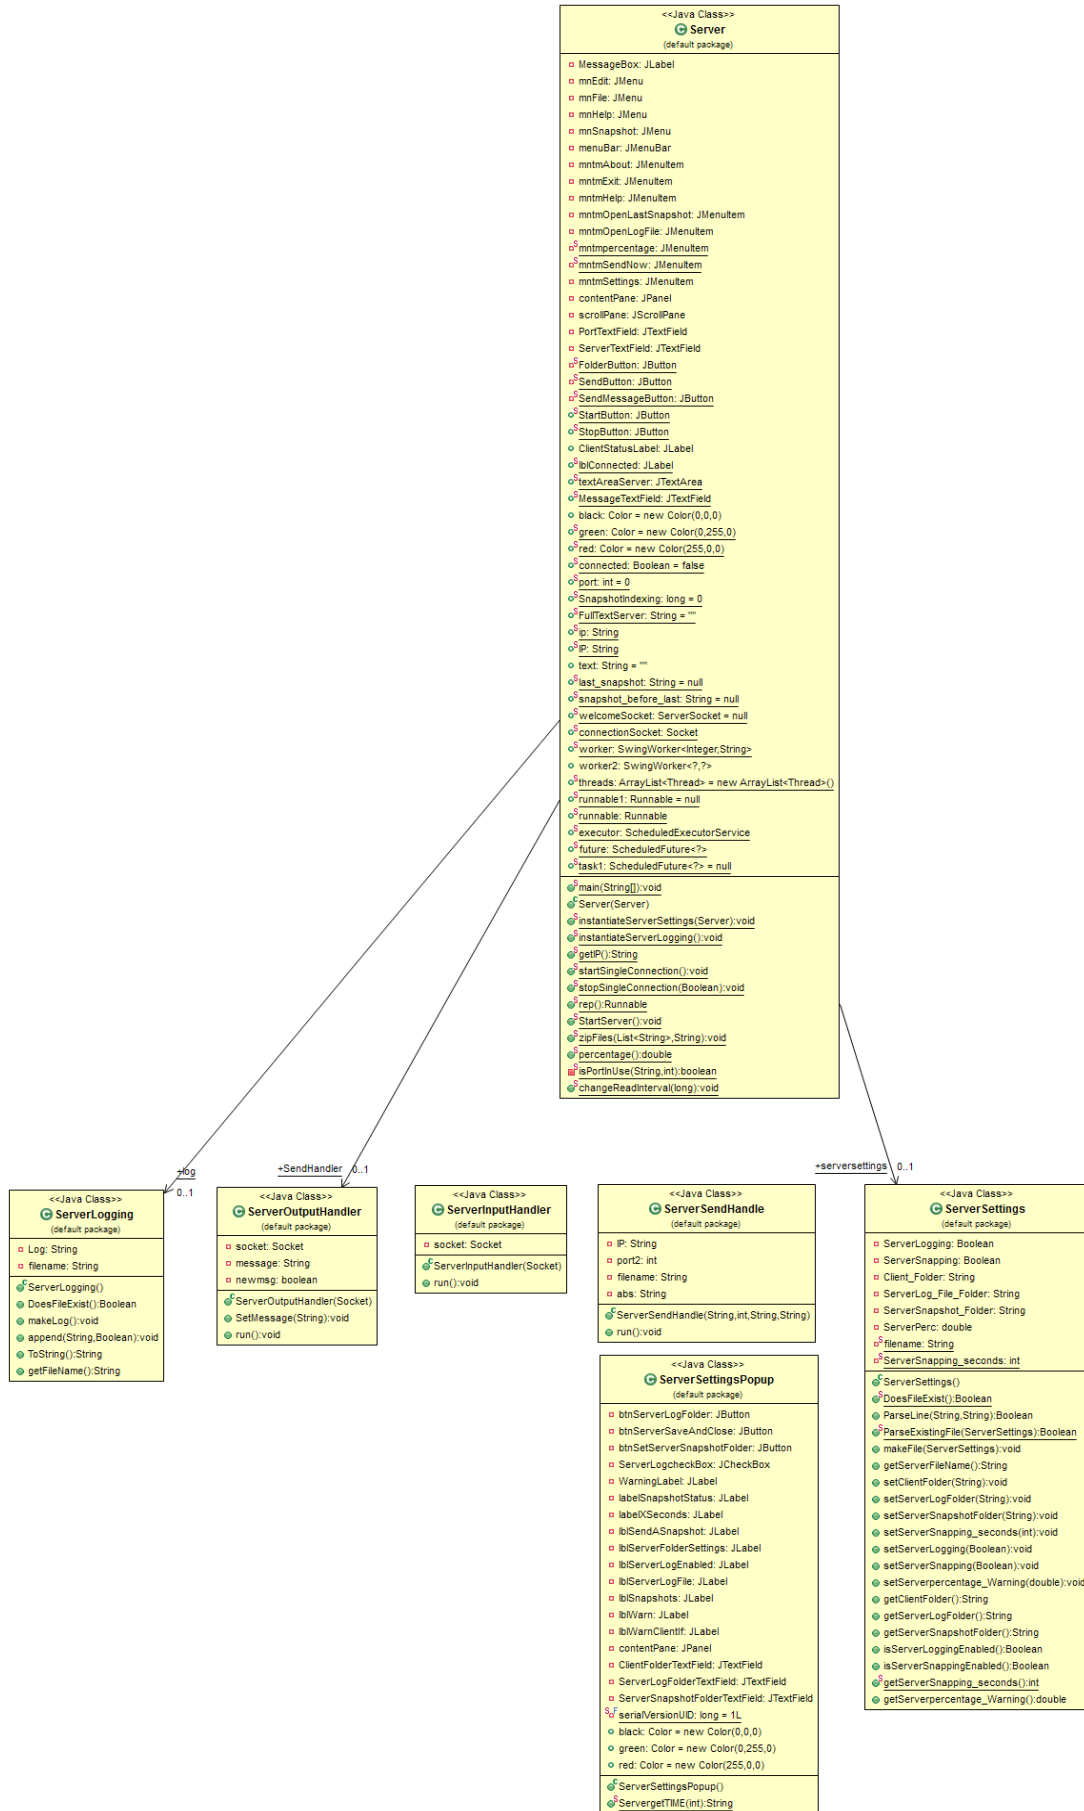 <<Java Class>>
Server
(default package)
MessageBox: JLabel
mnEdit: JMenu
mnFile: JMenu
mnHelp: JMenu
mnSnapshot: JMenu
menuBar: JMenuBar
mntmAbout: JMenuItem
mntmExit: JMenuItem
mntmHelp: JMenuItem
mntmOpenLastSnapshot: JMenuItem
mntmOpenLogFile: JMenuItem
S mntmpercentage: JMenuItem
S mntmSendNow: JMenuItem
mntmSettings: JMenuItem
contentPane: JPanel
scrollPane: JScrollPane
PortTextField: JTextField
ServerTextField: JTextField
S FolderButton: JButton
S SendButton: JButton
S SendMessageButton: JButton
S StartButton: JButton
S StopButton: JButton
ClientStatusLabel: JLabel
S lblConnected: JLabel
S textAreaServer: JTextArea
S MessageTextField: JTextField
black: Color = new Color(0,0,0)
S green: Color = new Color(0,255,0)
S red: Color = new Color(255,0,0)
S connected: Boolean = false
S port: int = 0
S SnapshotIndexing: long = 0
S FullTextServer: String = ""
S ip: String
S IP: String
text: String = ""
S last_snapshot: String = null
S snapshot_before_last: String = null
S welcomeSocket: ServerSocket = null
S connectionSocket: Socket
S worker: SwingWorker<Integer,String>
worker2: SwingWorker<?,?>
S threads: ArrayList<Thread> = new ArrayList<Thread>()
S runnable1: Runnable = null
S runnable: Runnable
S executor: ScheduledExecutorService
S future: ScheduledFuture<?>
S task1: ScheduledFuture<?> = null
S main(String[]):void
C Server(Server)
S instantiateServerSettings(Server):void
S instantiateServerLogging():void
S getIP():String
S startSingleConnection():void
S stopSingleConnection(Boolean):void
S rep():Runnable
S StartServer():void
S zipFiles(List<String>,String):void
S percentage():double
S isPortInUse(String,int):boolean
S changeReadInterval(long):void
+log
0..1
+SendHandler 0..1
+serversettings 0..1
<<Java Class>>
ServerLogging
(default package)
Log: String
filename: String
C ServerLogging()
DoesFileExist():Boolean
makeLog():void
append(String,Boolean):void
ToString():String
getFileName():String
<<Java Class>>
ServerOutputHandler
(default package)
socket: Socket
message: String
newmsg: boolean
C ServerOutputHandler(Socket)
SetMessage(String):void
run():void
<<Java Class>>
ServerInputHandler
(default package)
socket: Socket
C ServerInputHandler(Socket)
run():void
<<Java Class>>
ServerSendHandle
(default package)
IP: String
port2: int
filename: String
abs: String
C ServerSendHandle(String,int,String,String)
run():void
<<Java Class>>
ServerSettingsPopup
(default package)
btnServerLogFolder: JButton
btnServerSaveAndClose: JButton
btnSetServerSnapshotFolder: JButton
ServerLogcheckBox: JCheckBox
WarningLabel: JLabel
labelSnapshotStatus: JLabel
labelXSeconds: JLabel
lblSendASnapshot: JLabel
lblServerFolderSettings: JLabel
lblServerLogEnabled: JLabel
lblServerLogFile: JLabel
lblSnapshots: JLabel
lblWarn: JLabel
lblWarnClientIf: JLabel
contentPane: JPanel
ClientFolderTextField: JTextField
ServerLogFolderTextField: JTextField
ServerSnapshotFolderTextField: JTextField
S F serialVersionUID: long = 1L
black: Color = new Color(0,0,0)
green: Color = new Color(0,255,0)
red: Color = new Color(255,0,0)
C ServerSettingsPopup()
S ServergetTIME(int):String
<<Java Class>>
ServerSettings
(default package)
ServerLogging: Boolean
ServerSnapping: Boolean
Client_Folder: String
ServerLog_File_Folder: String
ServerSnapshot_Folder: String
ServerPerc: double
S filename: String
S ServerSnapping_seconds: int
C ServerSettings()
S DoesFileExist():Boolean
ParseLine(String,String):Boolean
S ParseExistingFile(ServerSettings):Boolean
makeFile(ServerSettings):void
getServerFileName():String
setClientFolder(String):void
setServerLogFolder(String):void
setServerSnapshotFolder(String):void
setServerSnapping_seconds(int):void
setServerLogging(Boolean):void
setServerSnapping(Boolean):void
setServerpercentage_Warning(double):void
getClientFolder():String
getServerLogFolder():String
getServerSnapshotFolder():String
isServerLoggingEnabled():Boolean
isServerSnappingEnabled():Boolean
S getServerSnapping_seconds():int
getServerpercentage_Warning():double